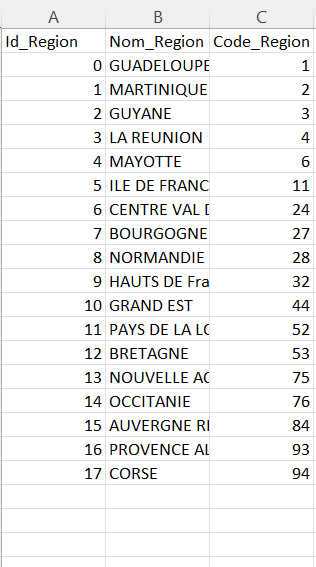 A B C
Id_Region Nom_Region Code_Region
0 GUADELOUPE 1
1 MARTINIQUE 2
2 GUYANE 3
3 LA REUNION 4
4 MAYOTTE 6
5 ILE DE FRANC 11
6 CENTRE VAL D 24
7 BOURGOGNE 27
8 NORMANDIE 28
9 HAUTS DE Fra 32
10 GRAND EST 44
11 PAYS DE LA LO 52
12 BRETAGNE 53
13 NOUVELLE AQ 75
14 OCCITANIE 76
15 AUVERGNE RH 84
16 PROVENCE AL 93
17 CORSE 94